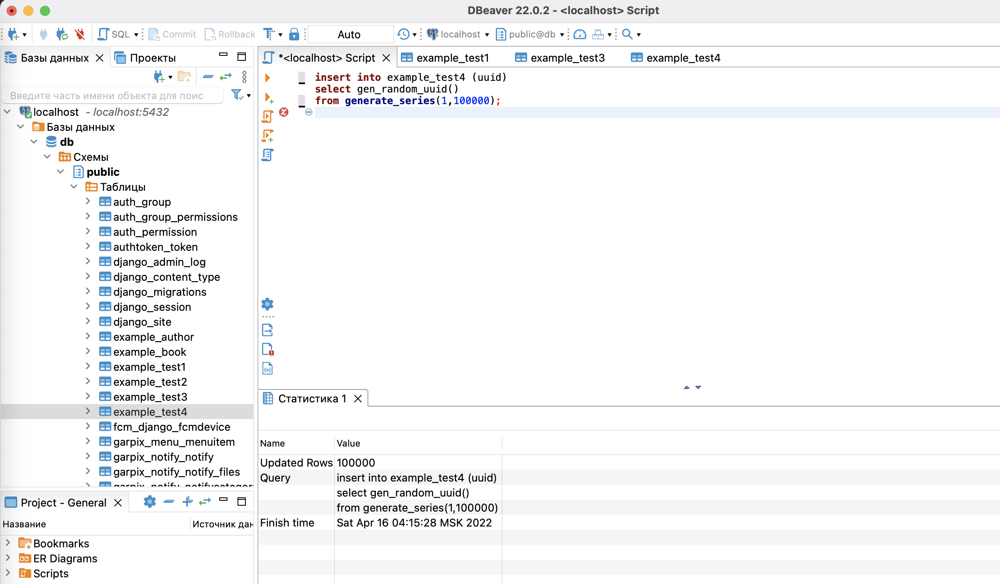 DBeaver 22.0.2 - <localhost> Script
SQL
Commit
Rollback
Auto
localhost
public@db
Базы данных
Проекты
*<localhost> Script
example_test1
example_test3
example_test4
Введите часть имени объекта для поис
localhost - localhost:5432
Базы данных
db
Схемы
public
Таблицы
auth_group
auth_group_permissions
auth_permission
authtoken_token
django_admin_log
django_content_type
django_migrations
django_session
django_site
example_author
example_book
example_test1
example_test2
example_test3
example_test4
fcm_django_fcmdevice
garpix_menu_menuitem
garpix_notify_notify
garpix_notify_notify_files
garpix_notify_notifycategory
insert into example_test4 (uuid)
select gen_random_uuid()
from generate_series(1,100000);
Статистика 1
Name Value
Updated Rows 100000
Query insert into example_test4 (uuid)
select gen_random_uuid()
from generate_series(1,100000)
Finish time Sat Apr 16 04:15:28 MSK 2022
Project - General
Название Источник дан
Bookmarks
ER Diagrams
Scripts